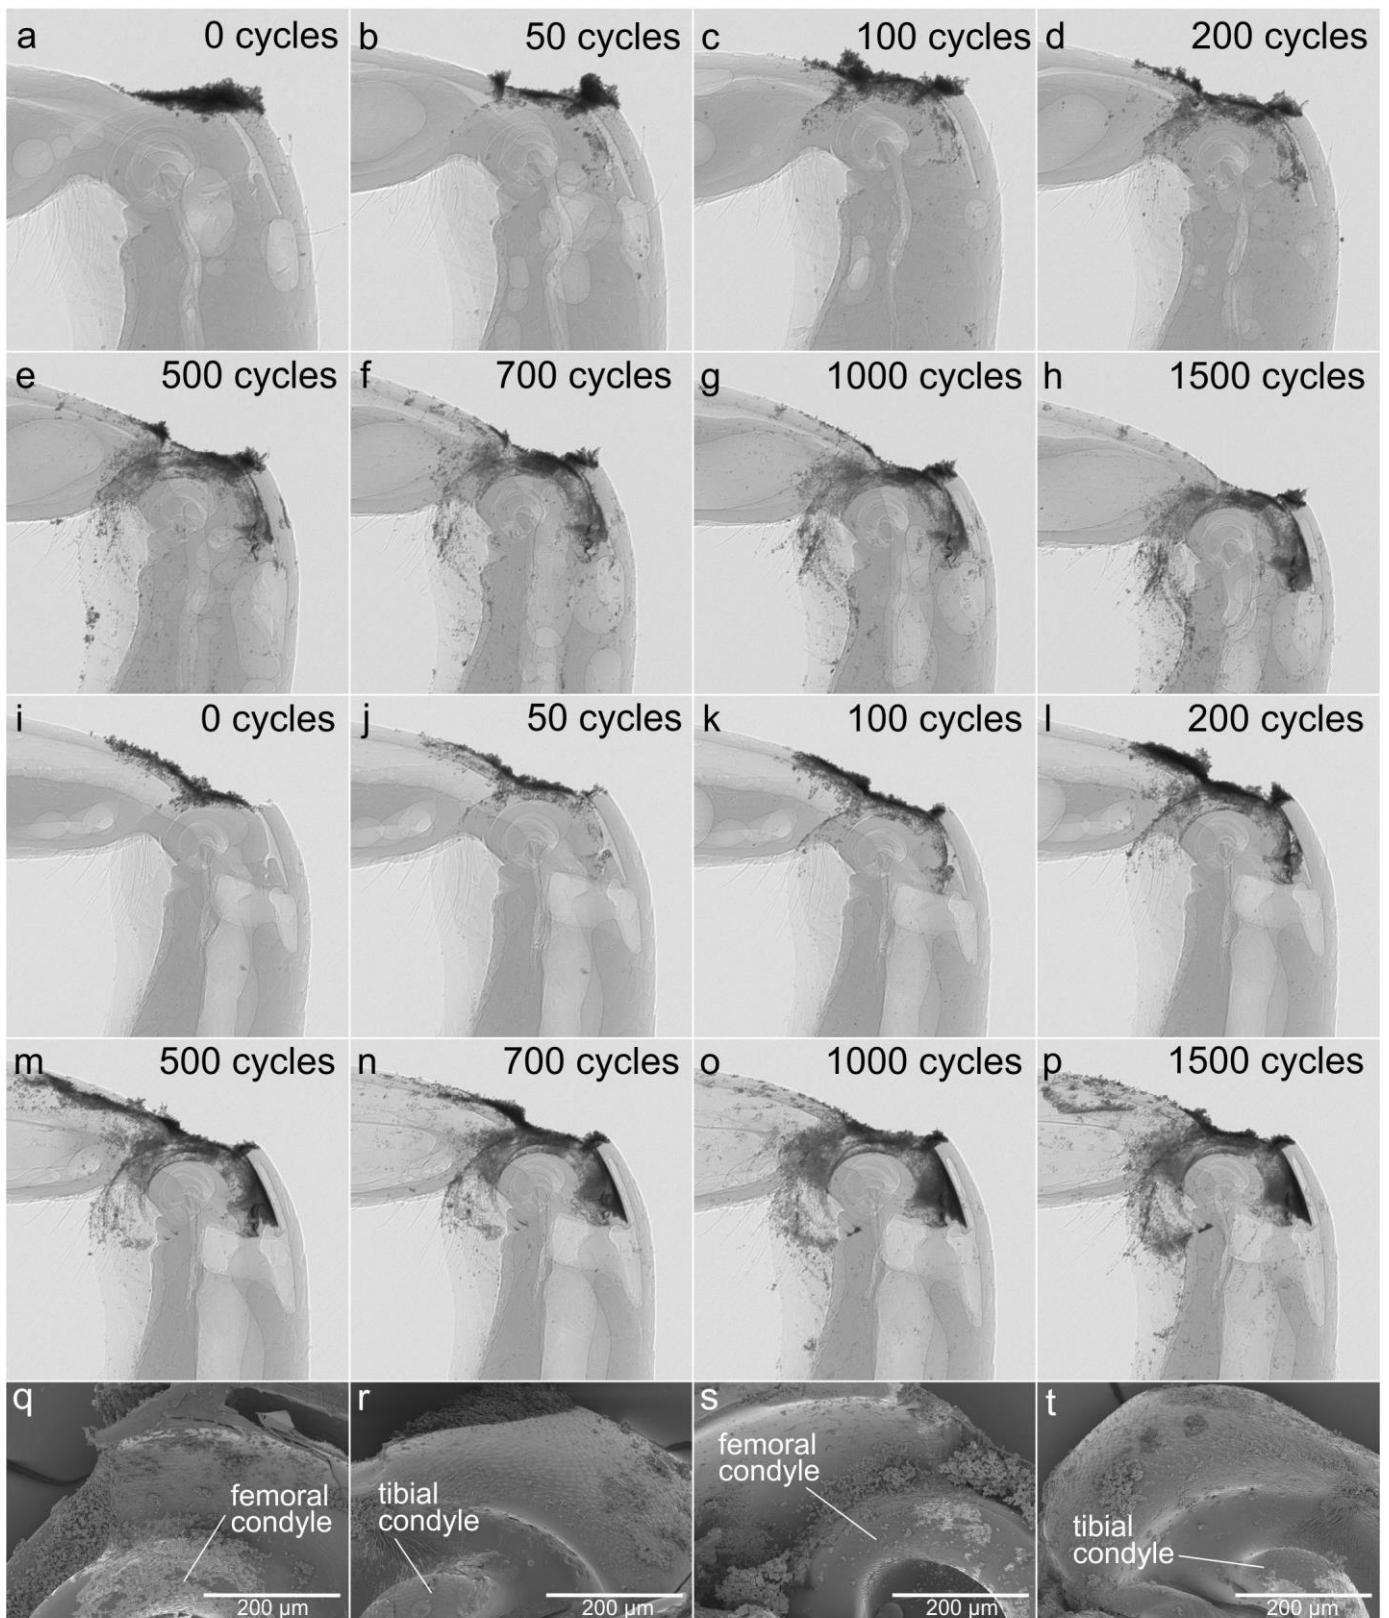 a 0 cycles
b 50 cycles
c 100 cycles
d 200 cycles
e 500 cycles
f 700 cycles
g 1000 cycles
h 1500 cycles
i 0 cycles
j 50 cycles
k 100 cycles
l 200 cycles
m 500 cycles
n 700 cycles
o 1000 cycles
p 1500 cycles
q
femoral
condyle
200 µm
r
tibial
condyle
200 µm
s
femoral
condyle
200 µm
t
tibial
condyle
200 µm